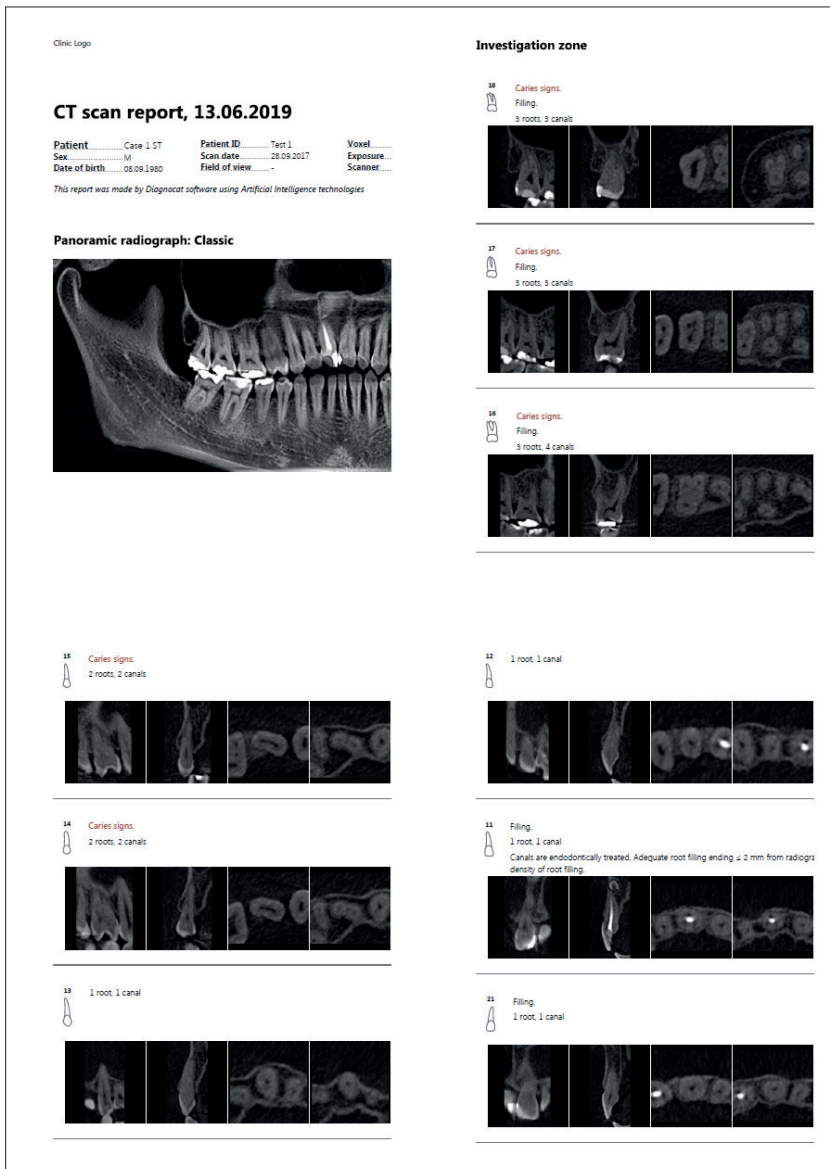 Clinic Logo
CT scan report, 13.06.2019
Patient..............Case 1 ST
Patient ID............Test 1
Voxel.........
Sex.........................M
Scan date..............28.09.2017
Exposure...
Date of birth.......08.09.1980
Field of view.......-
Scanner.....
This report was made by Diagnocat software using Artificial Intelligence technologies
Panoramic radiograph: Classic
Investigation zone
18
Caries signs.
Filling.
3 roots, 3 canals
17
Caries signs.
Filling.
3 roots, 3 canals
16
Caries signs.
Filling.
3 roots, 4 canals
15
Caries signs.
2 roots, 2 canals
14
Caries signs.
2 roots, 2 canals
13
1 root, 1 canal
12
1 root, 1 canal
11
Filling.
1 root, 1 canal
Canals are endodontically treated. Adequate root filling ending ≤ 2 mm from radiogra
density of root filling.
21
Filling.
1 root, 1 canal